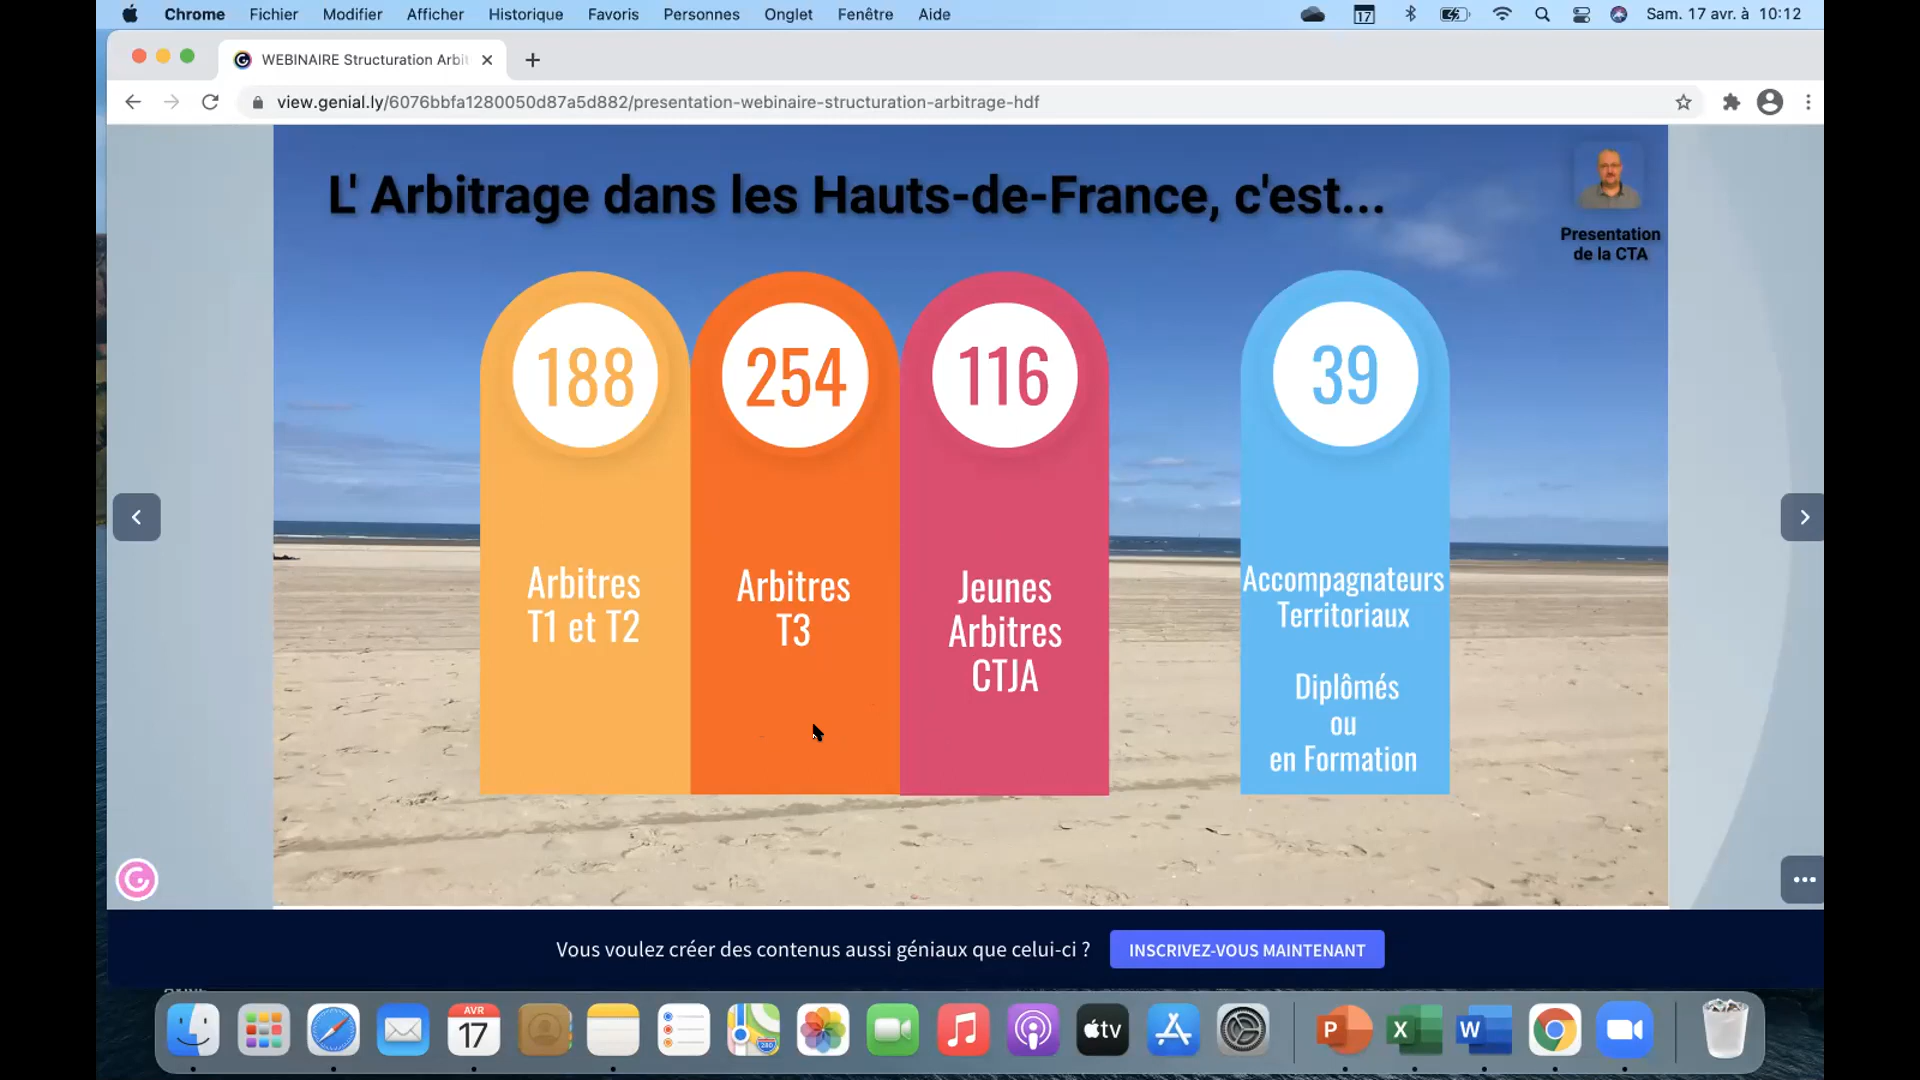 Chrome Fichier Modifier Afficher Historique Favoris Personnes Onglet Fenêtre Aide
17 Sam. 17 avr. à 10:12
WEBINAIRE Structuration Arbit
view.genial.ly/6076bbfa1280050d87a5d882/presentation-webinaire-structuration-arbitrage-hdf
L' Arbitrage dans les Hauts-de-France, c'est...
Presentation
de la CTA
188
Arbitres
T1 et T2
254
Arbitres
T3
116
Jeunes
Arbitres
CTJA
39
Accompagnateurs
Territoriaux
Diplômés
ou
en Formation
Vous voulez créer des contenus aussi géniaux que celui-ci ? INSCRIVEZ-VOUS MAINTENANT
AVR
17
280
tv
P
X
W